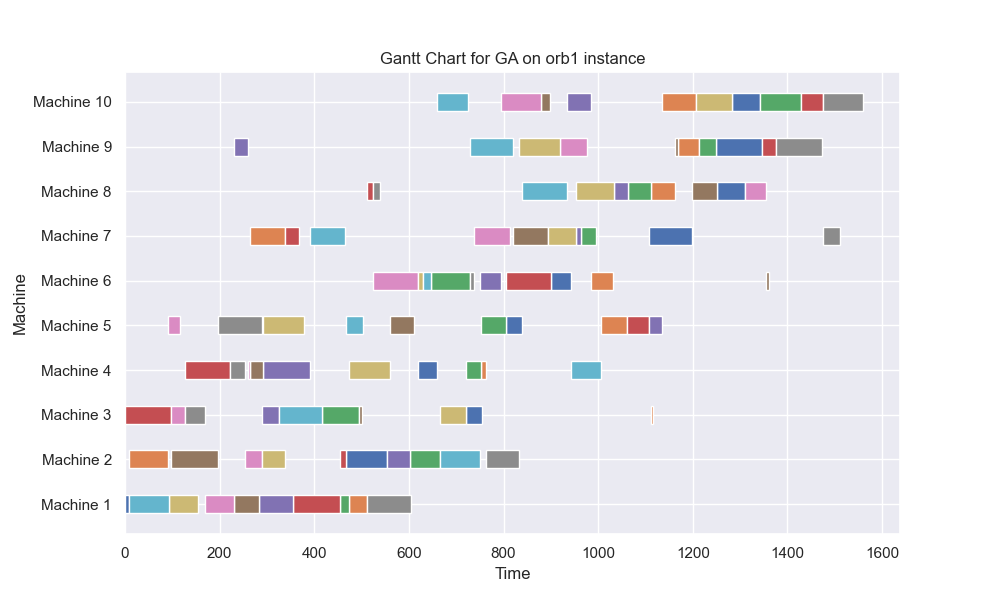 Gantt Chart for GA on orb1 instance
Machine 10
Machine 9
Machine 8
Machine 7
Machine 6
Machine 5
Machine 4
Machine 3
Machine 2
Machine 1
Machine
0 200 400 600 800 1000 1200 1400 1600
Time